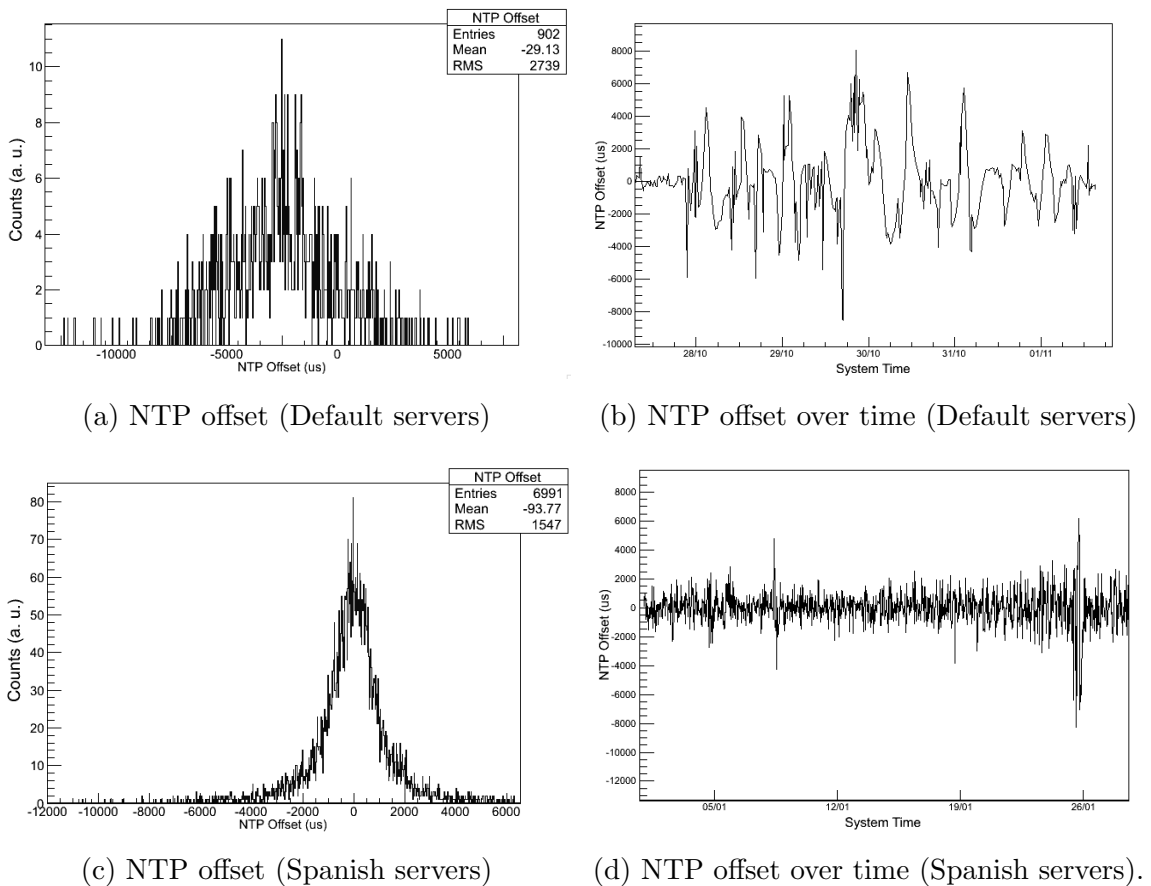 NTP Offset
Entries 902
Mean -29.13
RMS 2739
Counts (a. u.)
10
8
6
4
2
0
-10000 -5000 0 5000
NTP Offset (us)
NTP Offset (us)
8000
6000
4000
2000
0
-2000
-4000
-6000
-8000
-10000
28/10 29/10 30/10 31/10 01/11
System Time
(a) NTP offset (Default servers)
(b) NTP offset over time (Default servers)
NTP Offset
Entries 6991
Mean -93.77
RMS 1547
Counts (a. u.)
80
70
60
50
40
30
20
10
0
-12000 -10000 -8000 -6000 -4000 -2000 0 2000 4000 6000
NTP Offset (us)
NTP Offset (us)
8000
6000
4000
2000
0
-2000
-4000
-6000
-8000
-10000
-12000
05/01 12/01 19/01 26/01
System Time
(c) NTP offset (Spanish servers)
(d) NTP offset over time (Spanish servers).